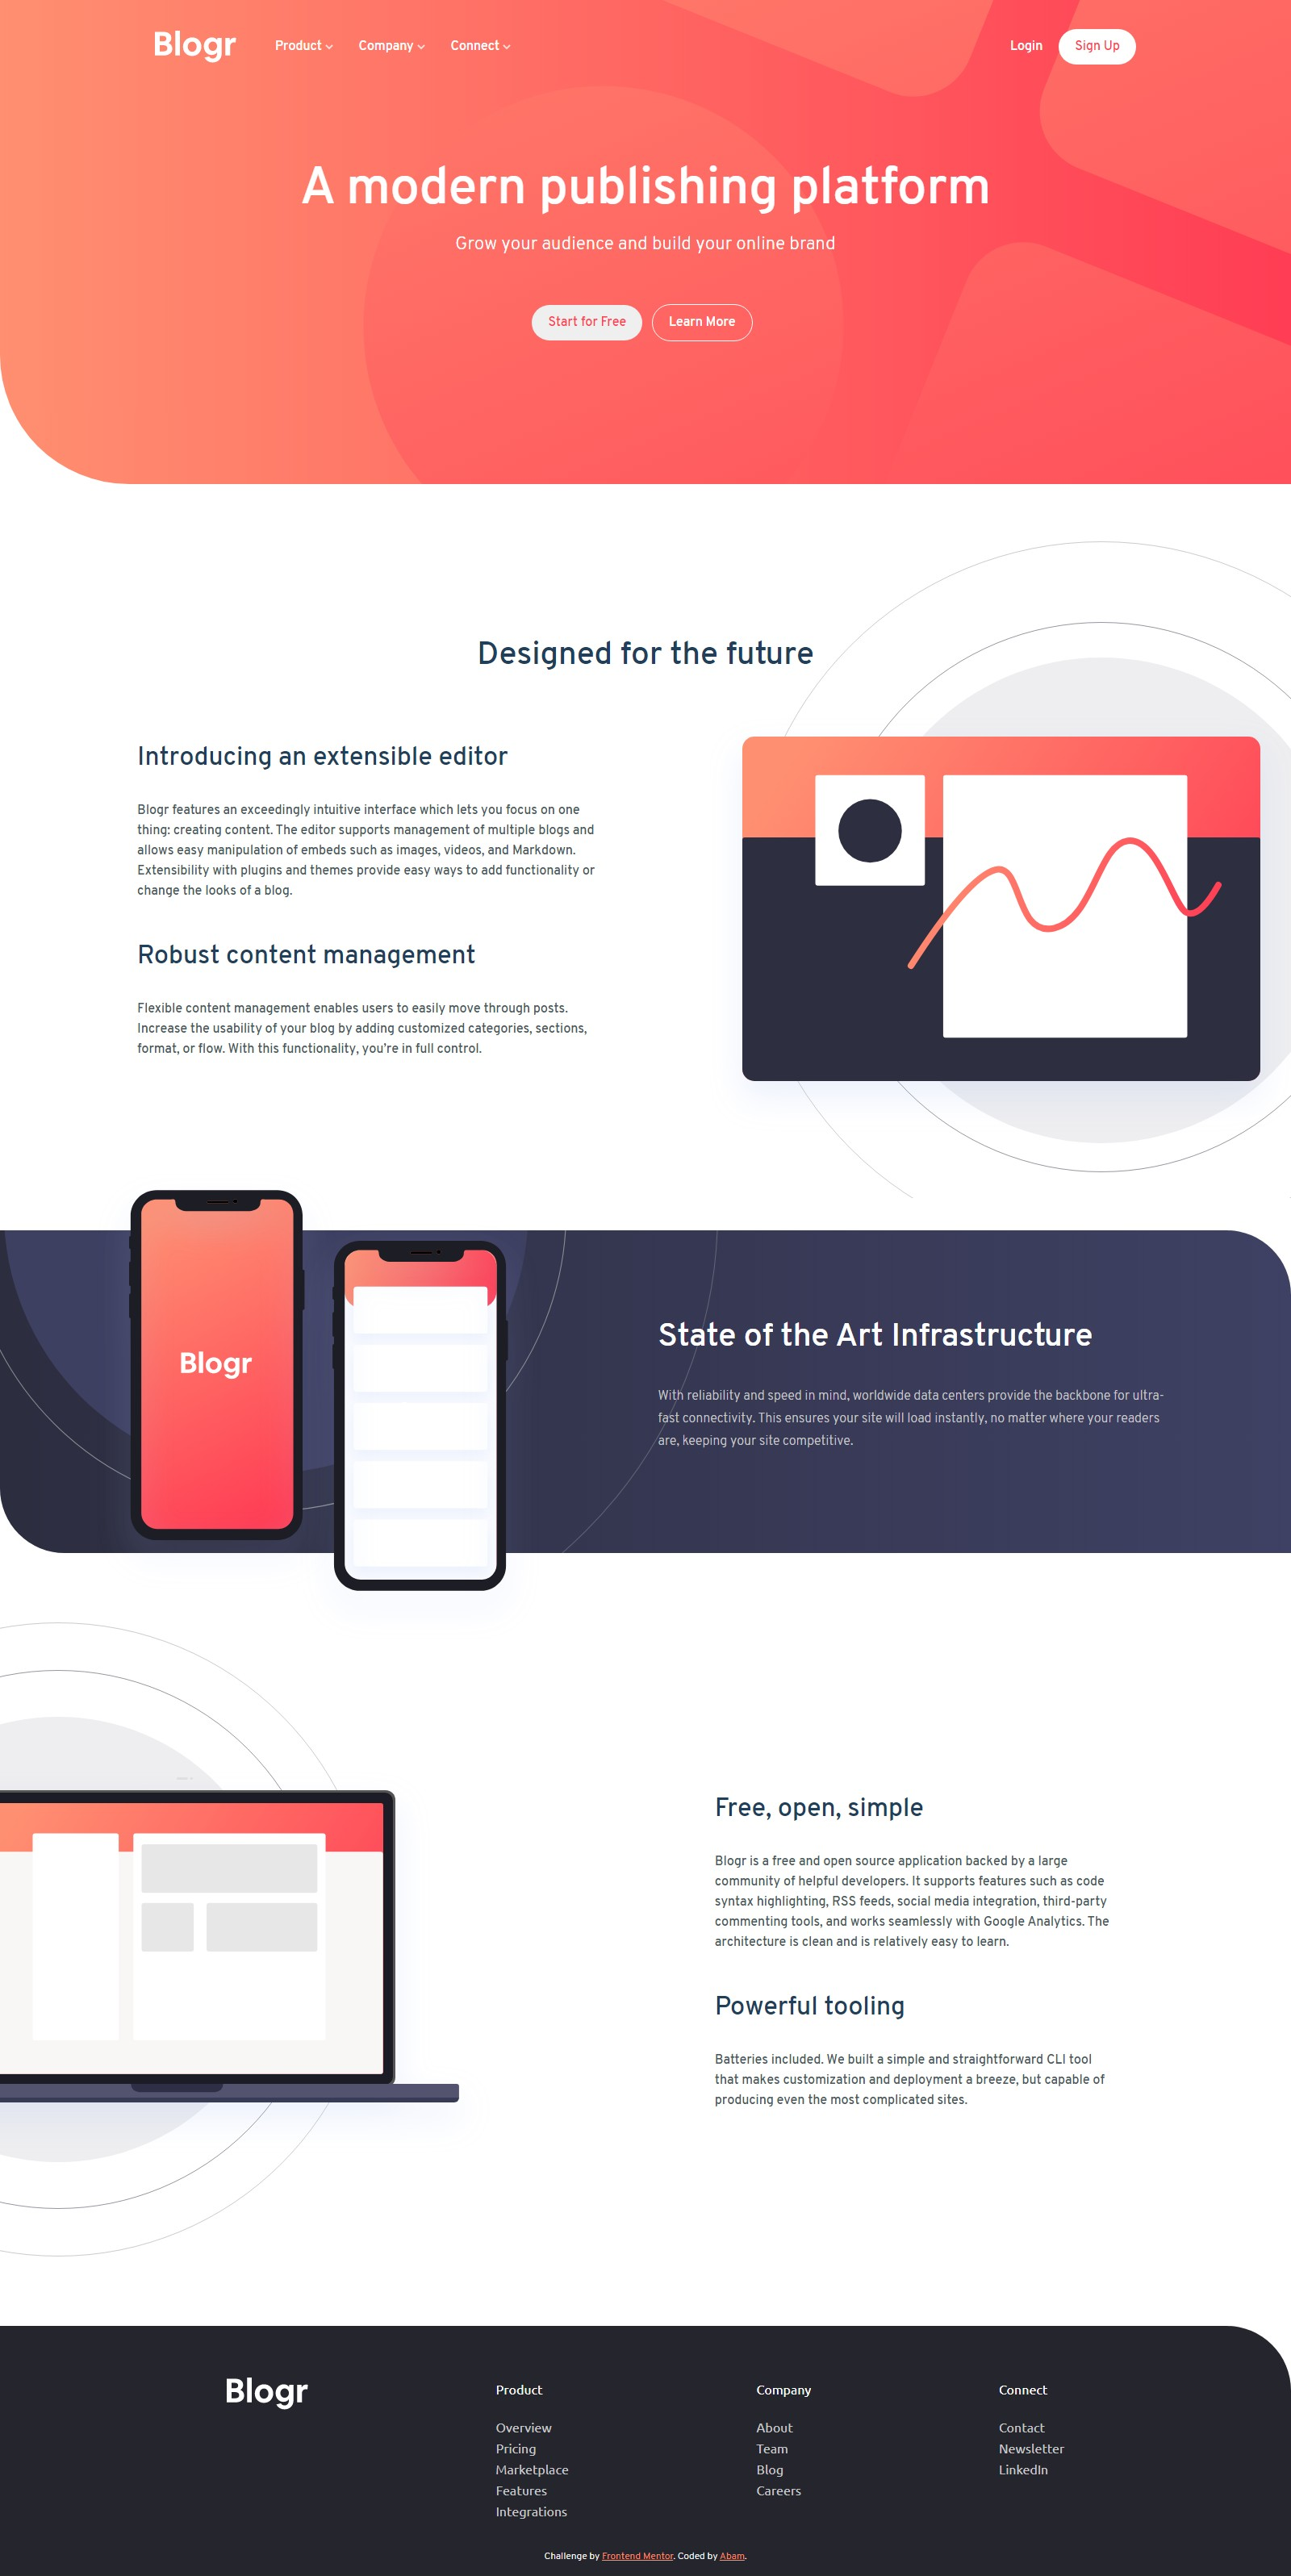 Blogr
Product
Company
Connect
Login
Sign Up
A modern publishing platform
Grow your audience and build your online brand
Start for Free
Learn More
Designed for the future
Introducing an extensible editor
Blogr features an exceedingly intuitive interface which lets you focus on one
thing: creating content. The editor supports management of multiple blogs and
allows easy manipulation of embeds such as images, videos, and Markdown.
Extensibility with plugins and themes provide easy ways to add functionality or
change the looks of a blog.
Robust content management
Flexible content management enables users to easily move through posts.
Increase the usability of your blog by adding customized categories, sections,
format, or flow. With this functionality, you're in full control.
Blogr
State of the Art Infrastructure
With reliability and speed in mind, worldwide data centers provide the backbone for ultra-
fast connectivity. This ensures your site will load instantly, no matter where your readers
are, keeping your site competitive.
Free, open, simple
Blogr is a free and open source application backed by a large
community of helpful developers. It supports features such as code
syntax highlighting, RSS feeds, social media integration, third-party
commenting tools, and works seamlessly with Google Analytics. The
architecture is clean and is relatively easy to learn.
Powerful tooling
Batteries included. We built a simple and straightforward CLI tool
that makes customization and deployment a breeze, but capable of
producing even the most complicated sites.
Blogr
Product
Overview
Pricing
Marketplace
Features
Integrations
Company
About
Team
Blog
Careers
Connect
Contact
Newsletter
LinkedIn
Challenge by Frontend Mentor. Coded by Abam.